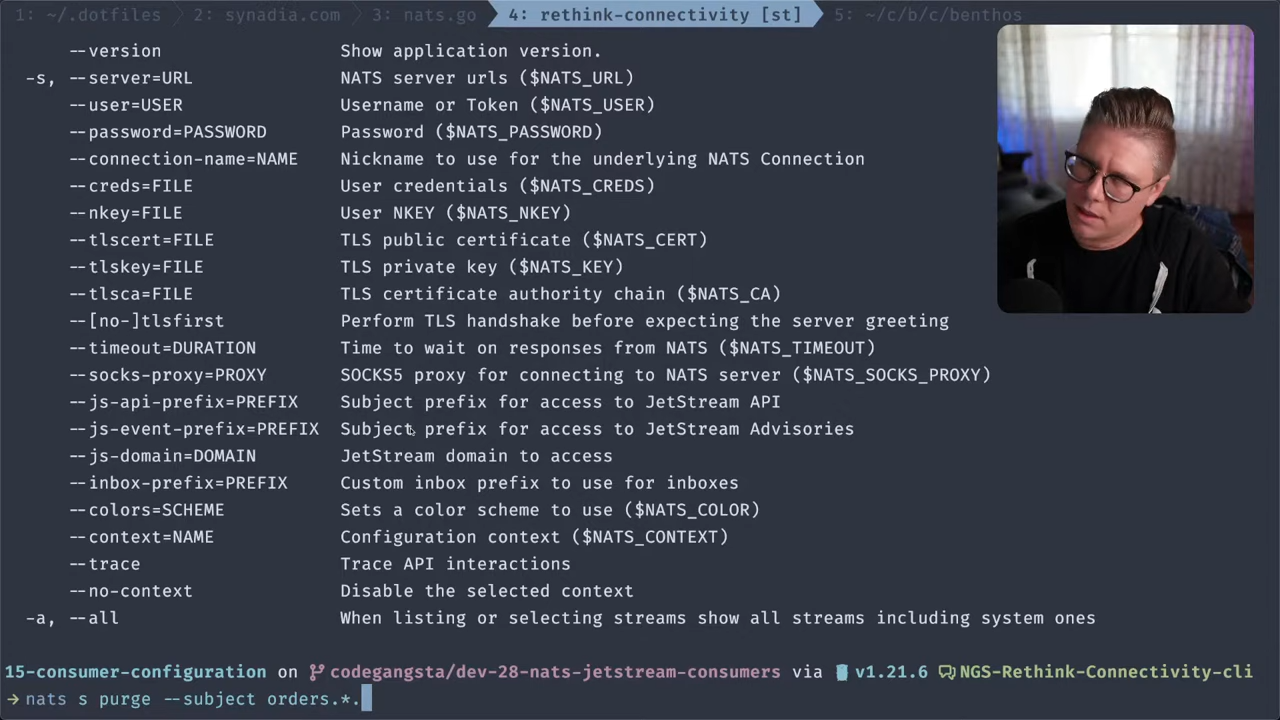 1: ~/.dotfiles 2: synadia.com 3: nats.go 4: rethink-connectivity [st] 5: ~/c/b/c/benthos
--version Show application version.
-s, --server=URL NATS server urls ($NATS_URL)
--user=USER Username or Token ($NATS_USER)
--password=PASSWORD Password ($NATS_PASSWORD)
--connection-name=NAME Nickname to use for the underlying NATS Connection
--creds=FILE User credentials ($NATS_CREDS)
--nkey=FILE User NKEY ($NATS_NKEY)
--tlscert=FILE TLS public certificate ($NATS_CERT)
--tlskey=FILE TLS private key ($NATS_KEY)
--tlsca=FILE TLS certificate authority chain ($NATS_CA)
--[no-]tlsfirst Perform TLS handshake before expecting the server greeting
--timeout=DURATION Time to wait on responses from NATS ($NATS_TIMEOUT)
--socks-proxy=PROXY SOCKS5 proxy for connecting to NATS server ($NATS_SOCKS_PROXY)
--js-api-prefix=PREFIX Subject prefix for access to JetStream API
--js-event-prefix=PREFIX Subject prefix for access to JetStream Advisories
--js-domain=DOMAIN JetStream domain to access
--inbox-prefix=PREFIX Custom inbox prefix to use for inboxes
--colors=SCHEME Sets a color scheme to use ($NATS_COLOR)
--context=NAME Configuration context ($NATS_CONTEXT)
--trace Trace API interactions
--no-context Disable the selected context
-a, --all When listing or selecting streams show all streams including system ones
15-consumer-configuration on codegangsta/dev-28-nats-jetstream-consumers via v1.21.6 NGS-Rethink-Connectivity-cli
→ nats s purge --subject orders.*.